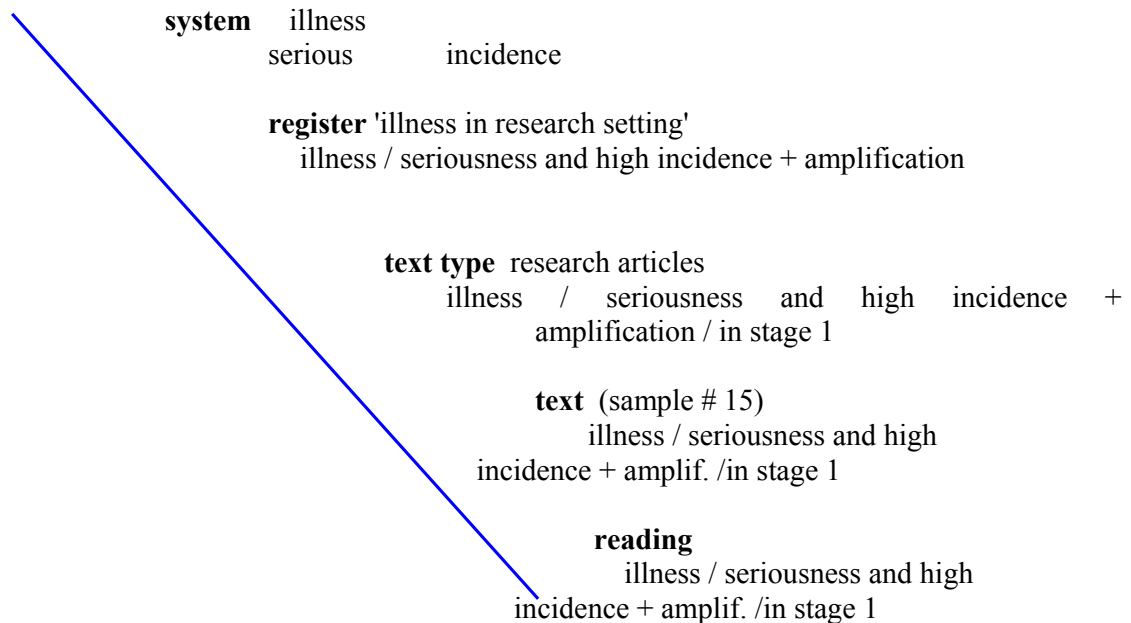 system illness
serious incidence
register 'illness in research setting'
illness / seriousness and high incidence + amplification
text type research articles
illness / seriousness and high incidence +
amplification / in stage 1
text (sample # 15)
illness / seriousness and high
incidence + amplif. /in stage 1
reading
illness / seriousness and high
incidence + amplif. /in stage 1